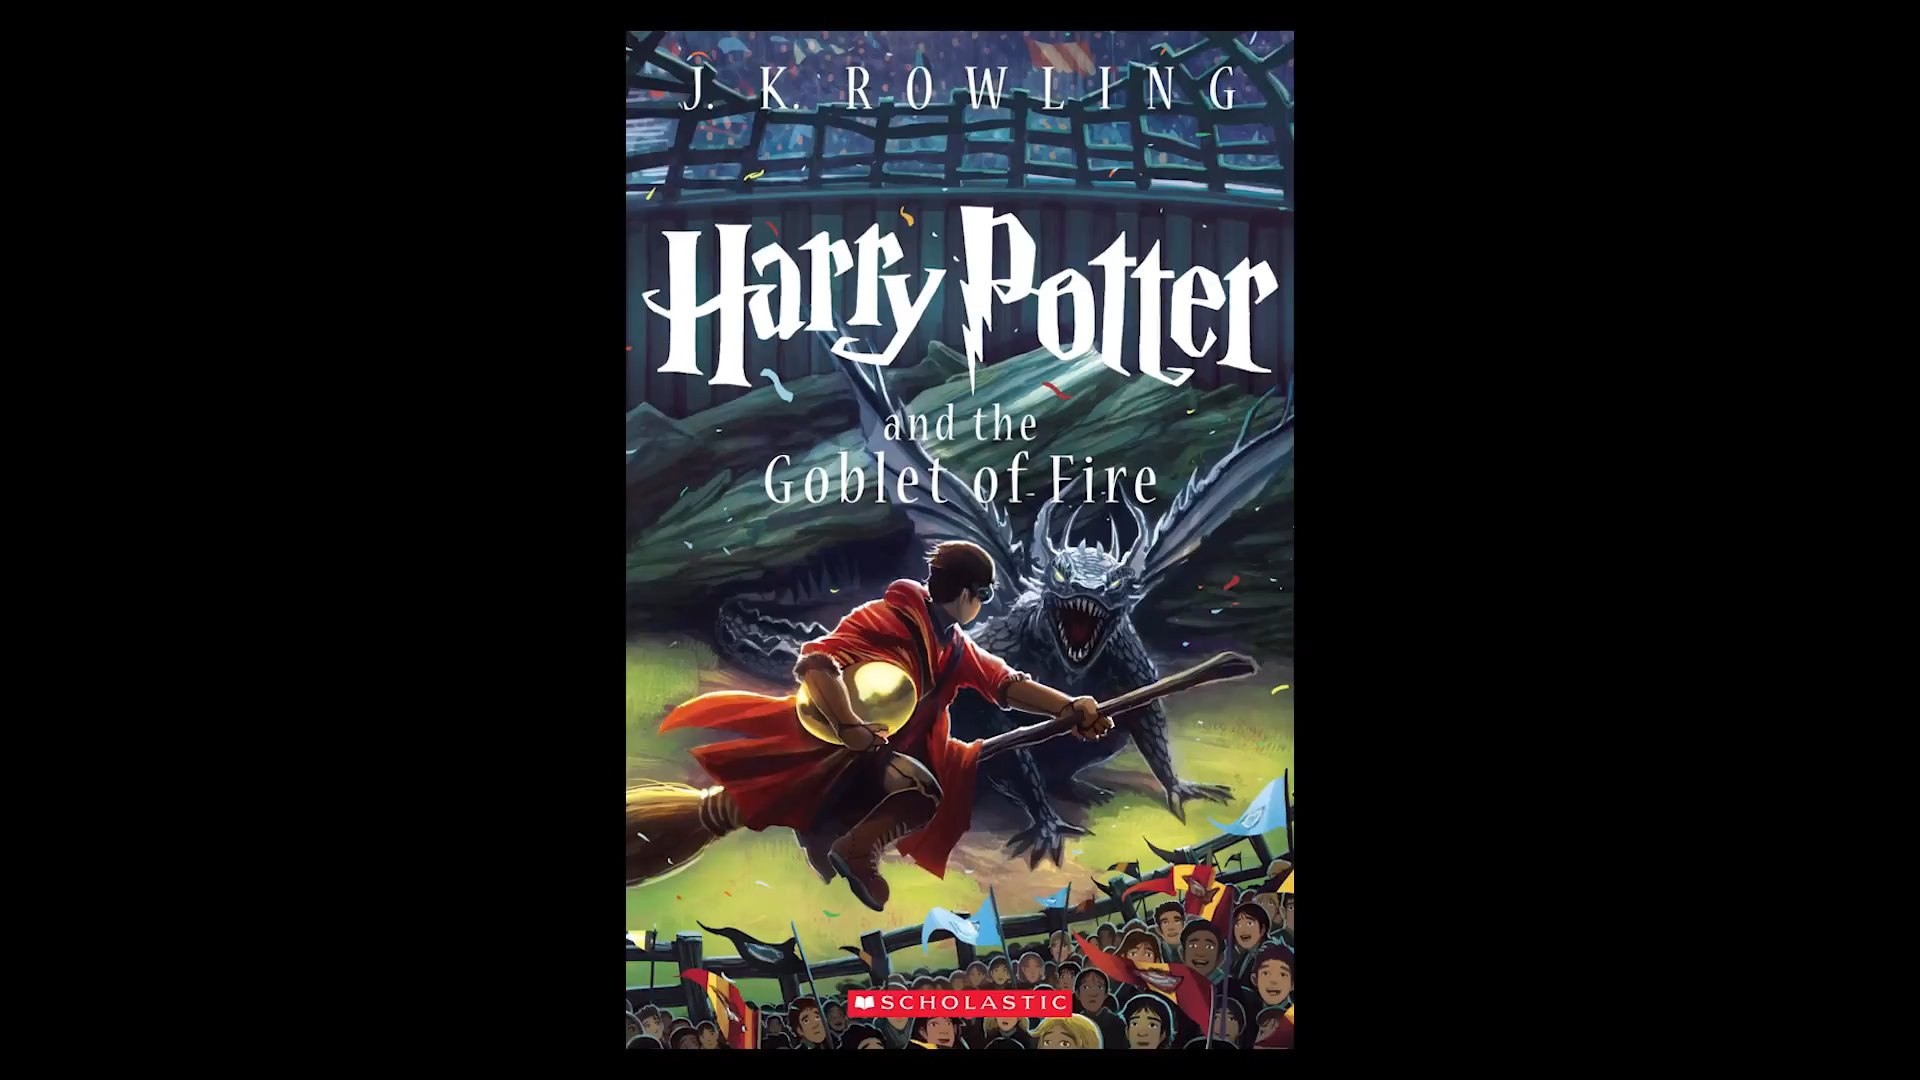 J. K. ROWLING
Harry Potter
and the
Goblet of Fire
SCHOLASTIC